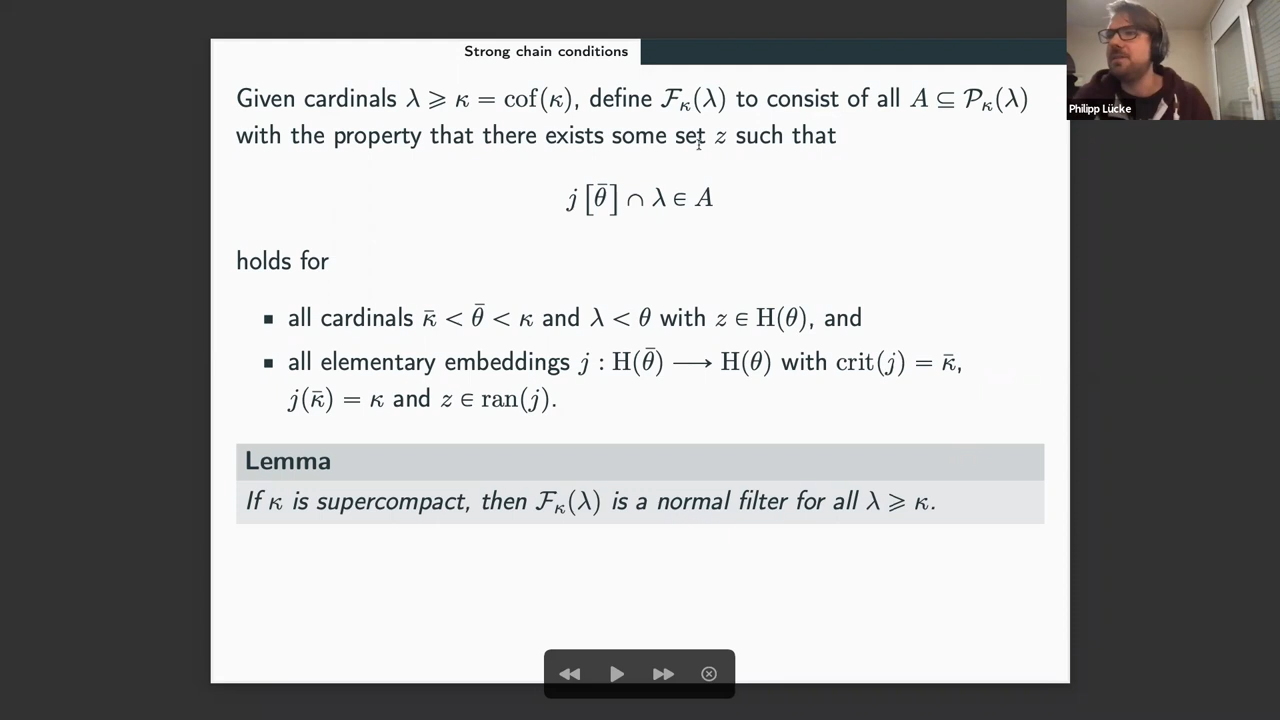 Strong chain conditions
Given cardinals λ ⩾ κ = cof(κ), define ℱ_κ(λ) to consist of all A ⊆ 𝒫_κ(λ)
with the property that there exists some set z such that
j[θ̄] ∩ λ ∈ A
holds for
▪ all cardinals κ̄ < θ̄ < κ and λ < θ with z ∈ H(θ), and
▪ all elementary embeddings j : H(θ̄) ⟶ H(θ) with crit(j) = κ̄,
j(κ̄) = κ and z ∈ ran(j).
Lemma
If κ is supercompact, then ℱ_κ(λ) is a normal filter for all λ ⩾ κ.
Philipp Lücke